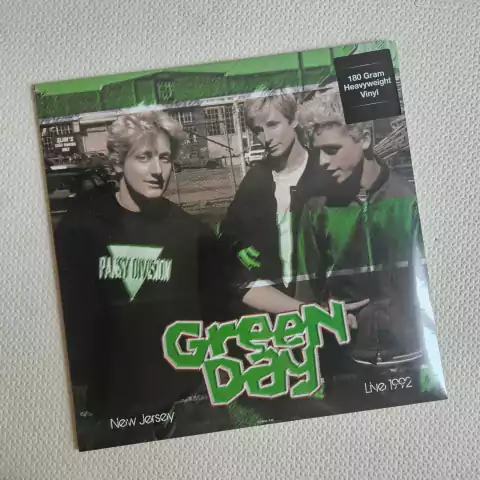 180 Gram
Heavyweight
Vinyl
PANSY DIVISION
Green
Day
New Jersey
Live 1992